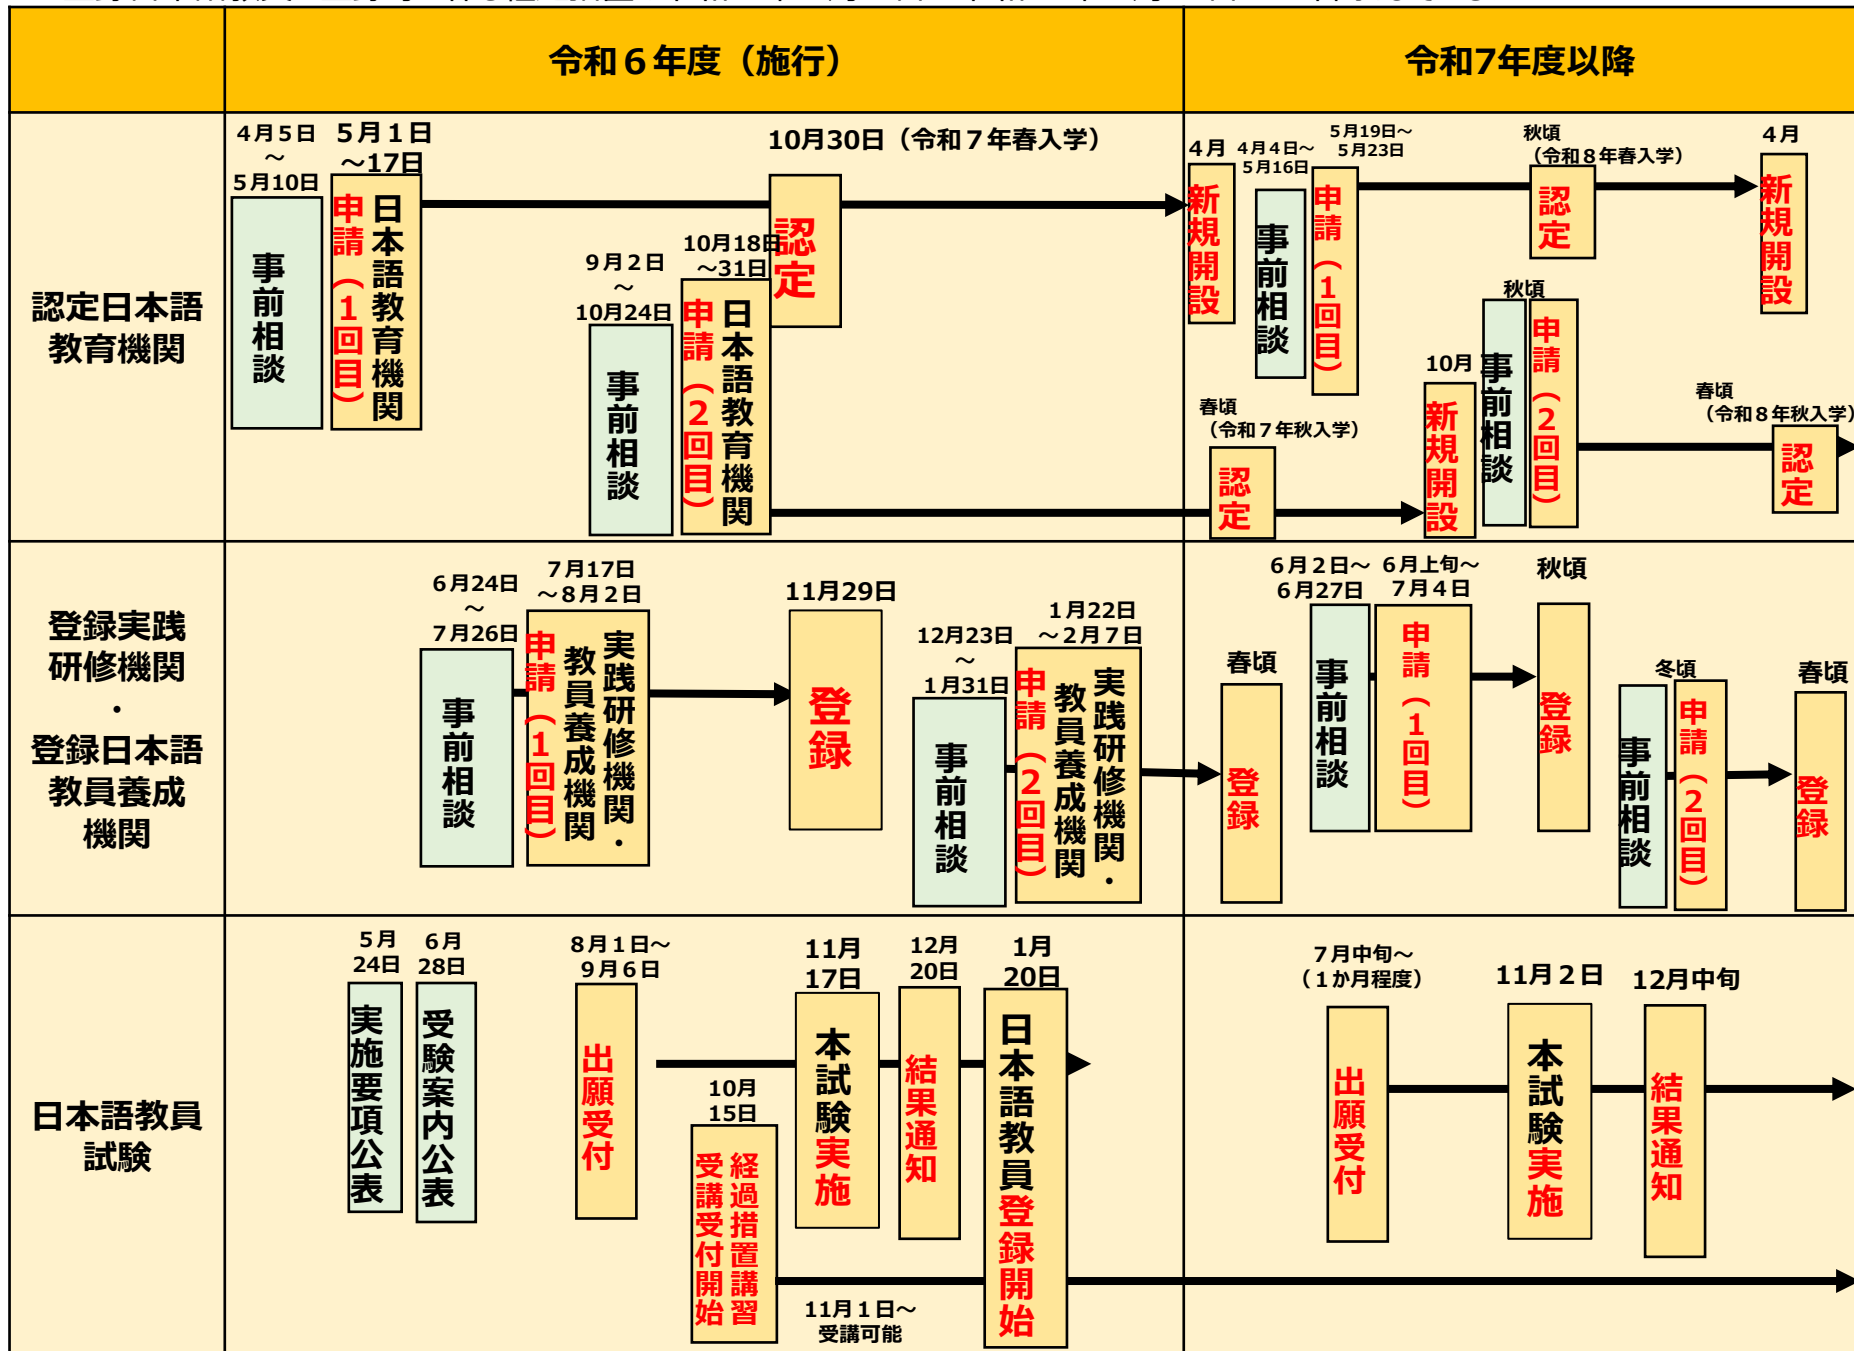 令和６年度（施行）
令和7年度以降
認定日本語
教育機関
４月５日
～
５月10日
事前相談
５月１日
～17日
日本語教育機関
申請（１回目）
９月２日
～
10月24日
事前相談
10月18日
～31日
日本語教育機関
申請（２回目）
10月30日（令和７年春入学）
認定
４月
新規開設
４月４日～
５月16日
事前相談
５月19日～
５月23日
申請（１回目）
秋頃
（令和８年春入学）
認定
４月
新規開設
春頃
（令和７年秋入学）
認定
10月
新規開設
秋頃
事前相談
申請（２回目）
春頃
（令和８年秋入学）
認定
登録実践
研修機関
・
登録日本語
教員養成
機関
６月24日
～
７月26日
事前相談
７月17日
～８月２日
実践研修機関・
教員養成機関
申請（１回目）
11月29日
登録
12月23日
～
１月31日
事前相談
１月22日
～２月７日
実践研修機関・
教員養成機関
申請（２回目）
春頃
登録
６月２日～
６月27日
事前相談
６月上旬～
７月４日
申請（１回目）
秋頃
登録
冬頃
事前相談
申請（２回目）
春頃
登録
日本語教員
試験
５月
24日
実施要項公表
６月
28日
受験案内公表
８月１日～
９月６日
出願受付
10月
15日
経過措置講習
受講受付開始
11月１日～
受講可能
11月
17日
本試験実施
12月
20日
結果通知
１月
20日
日本語教員登録開始
７月中旬～
（１か月程度）
出願受付
11月２日
本試験実施
12月中旬
結果通知